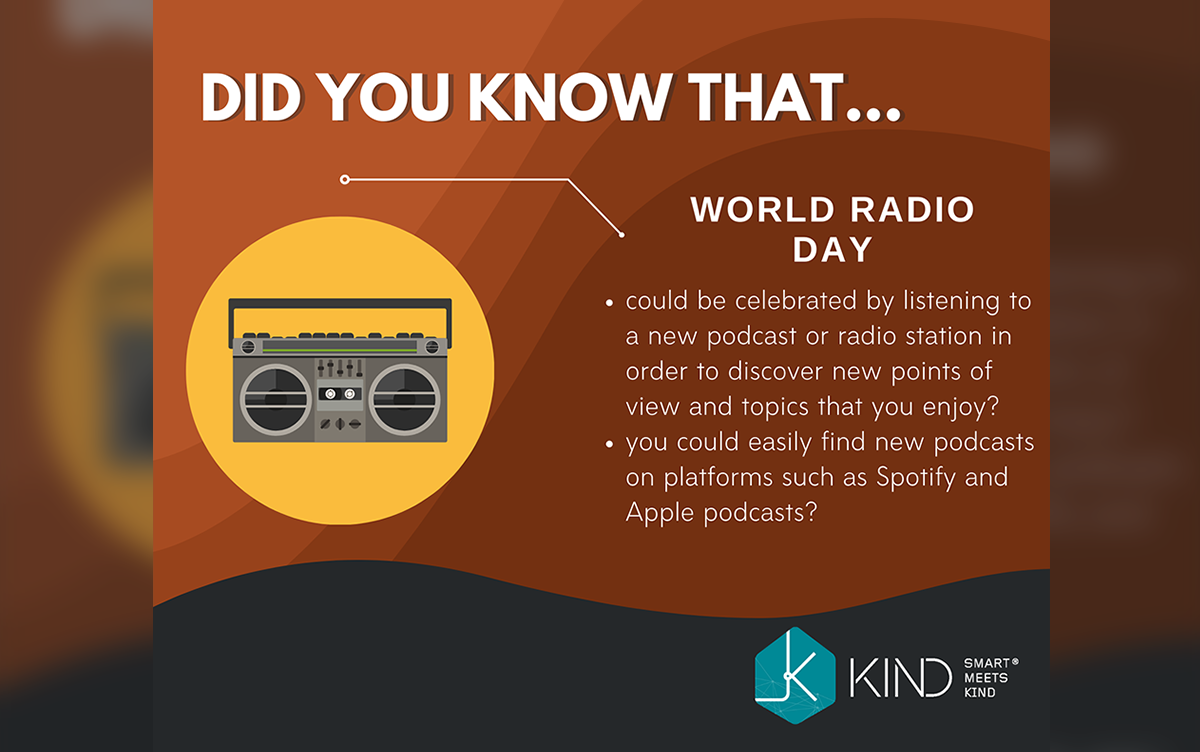 DID YOU KNOW THAT...
WORLD RADIO
DAY
• could be celebrated by listening to
a new podcast or radio station in
order to discover new points of
view and topics that you enjoy?
• you could easily find new podcasts
on platforms such as Spotify and
Apple podcasts?
KIND
SMART®
MEETS
KIND